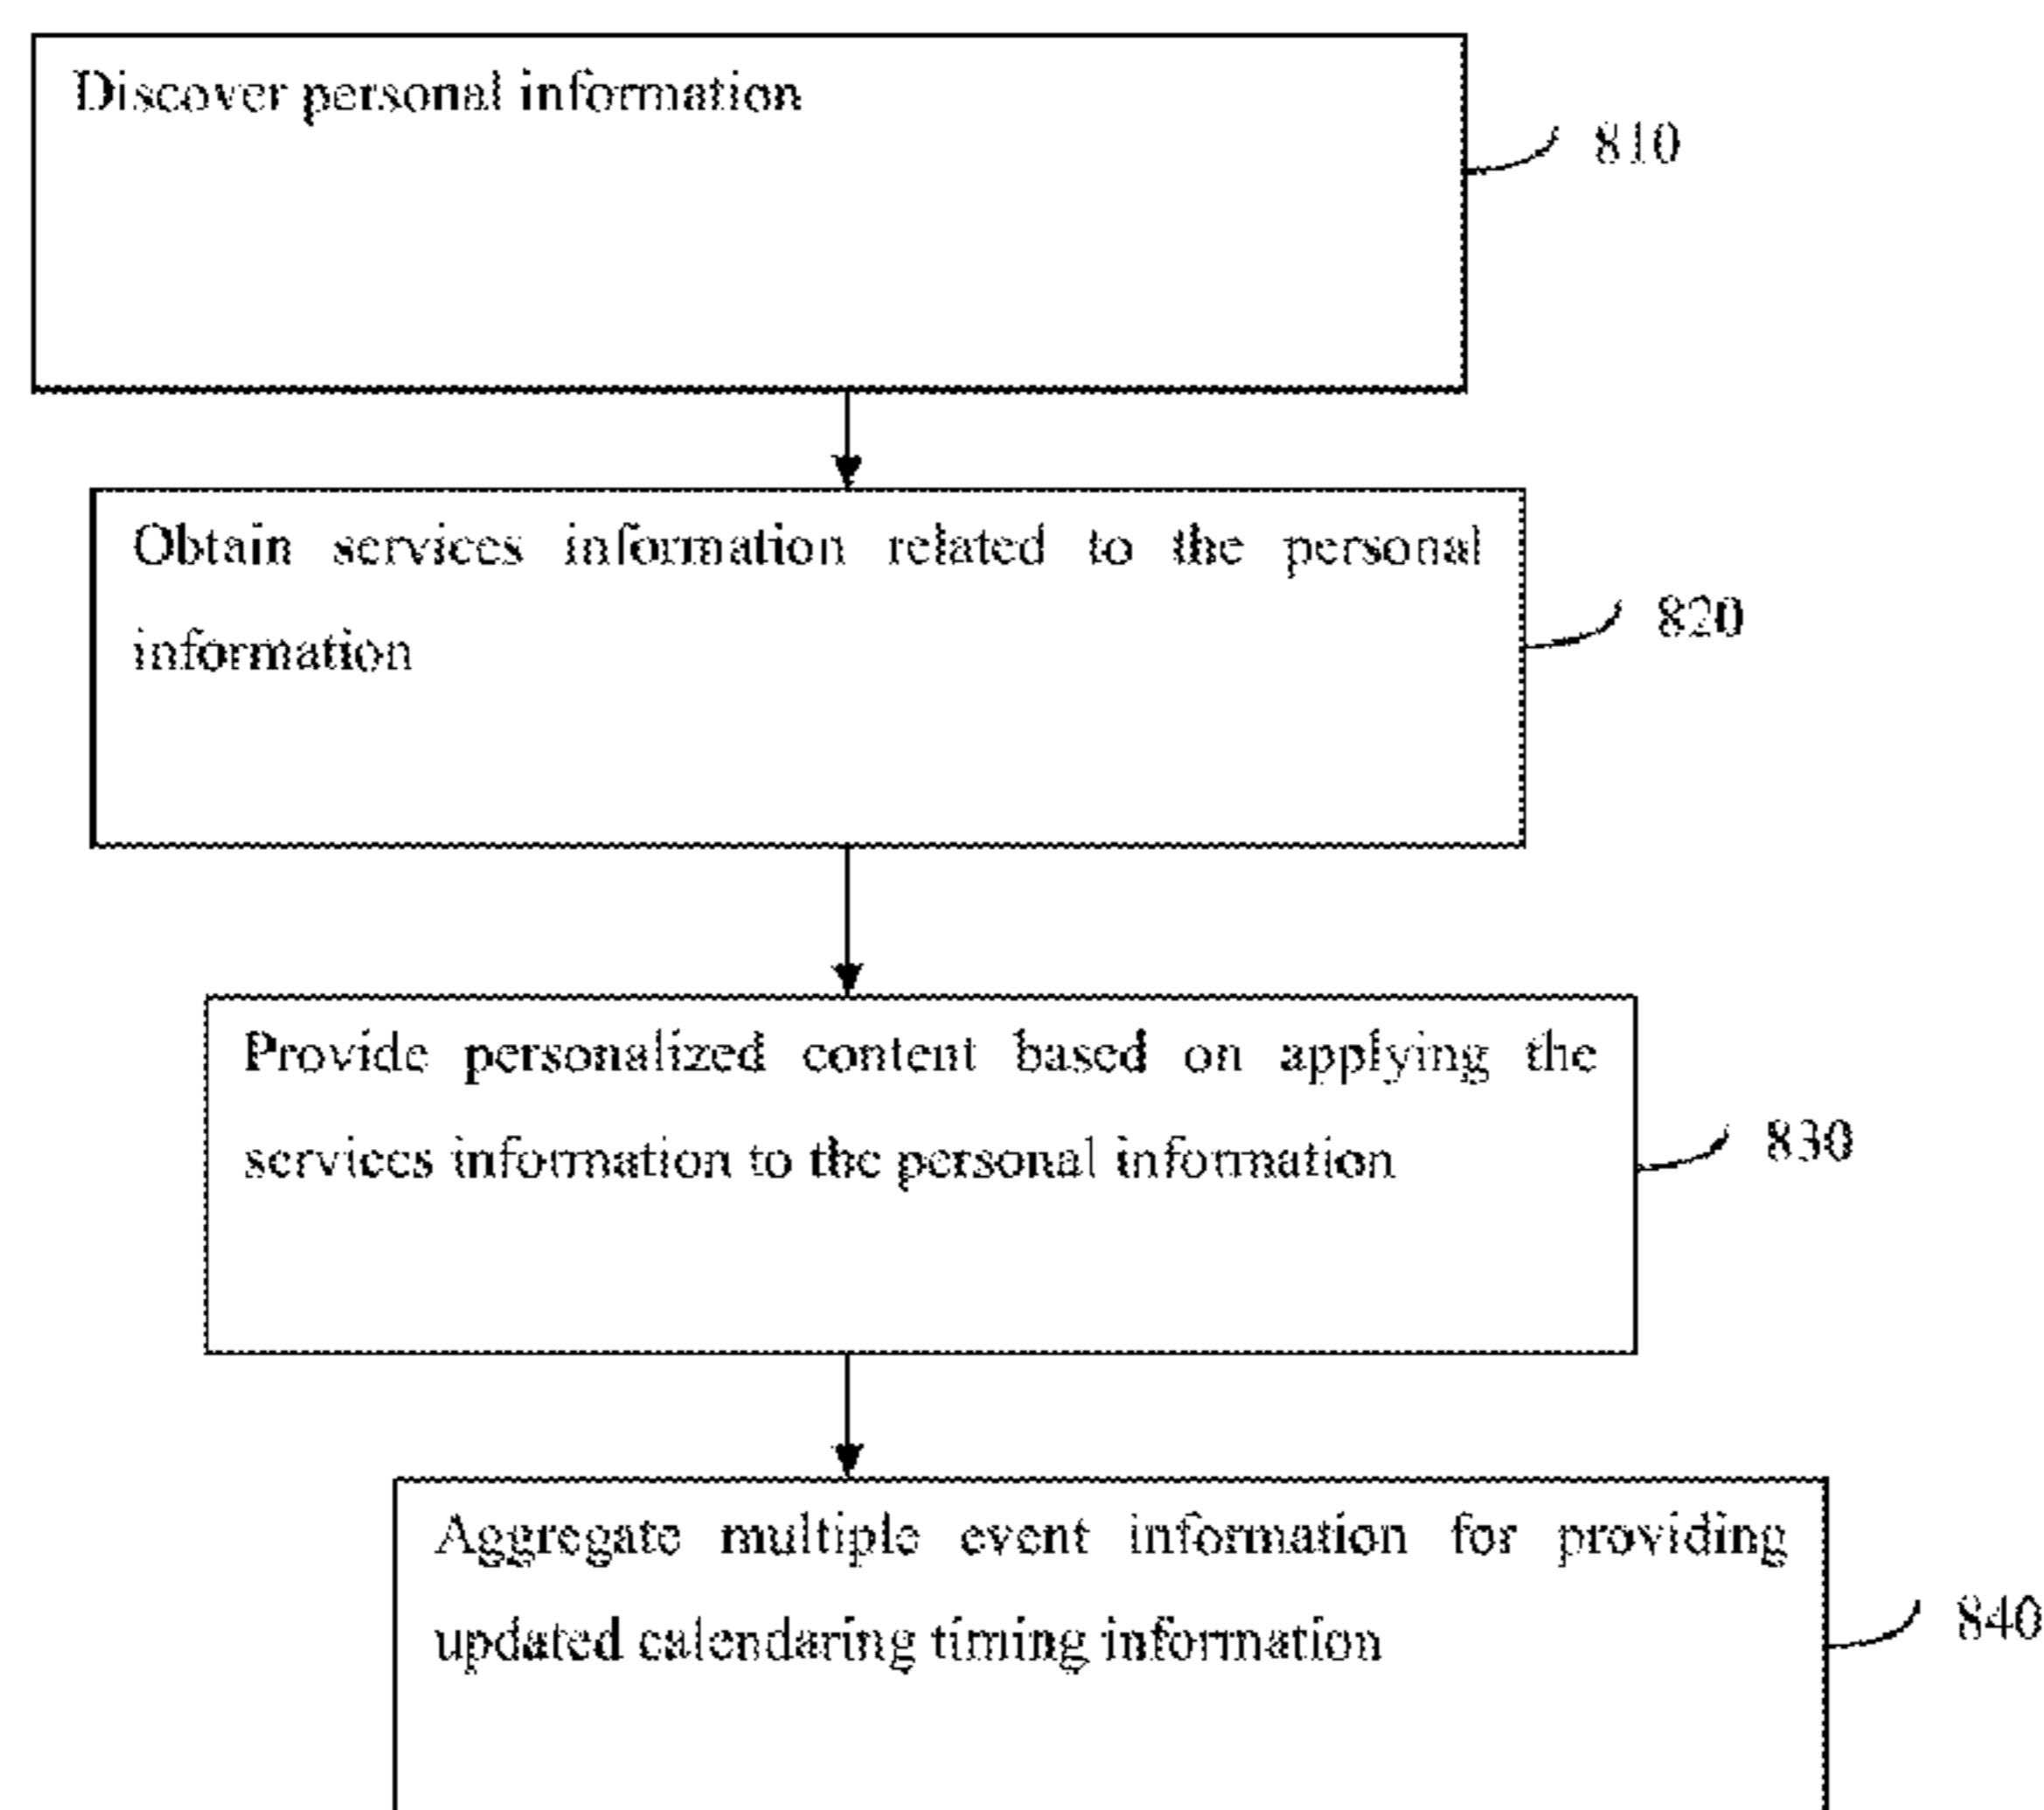 Discover personal information
810
Obtain services information related to the personal
information
820
Provide personalized content based on applying the
services information to the personal information
830
Aggregate multiple event information for providing
updated calendaring timing information
840